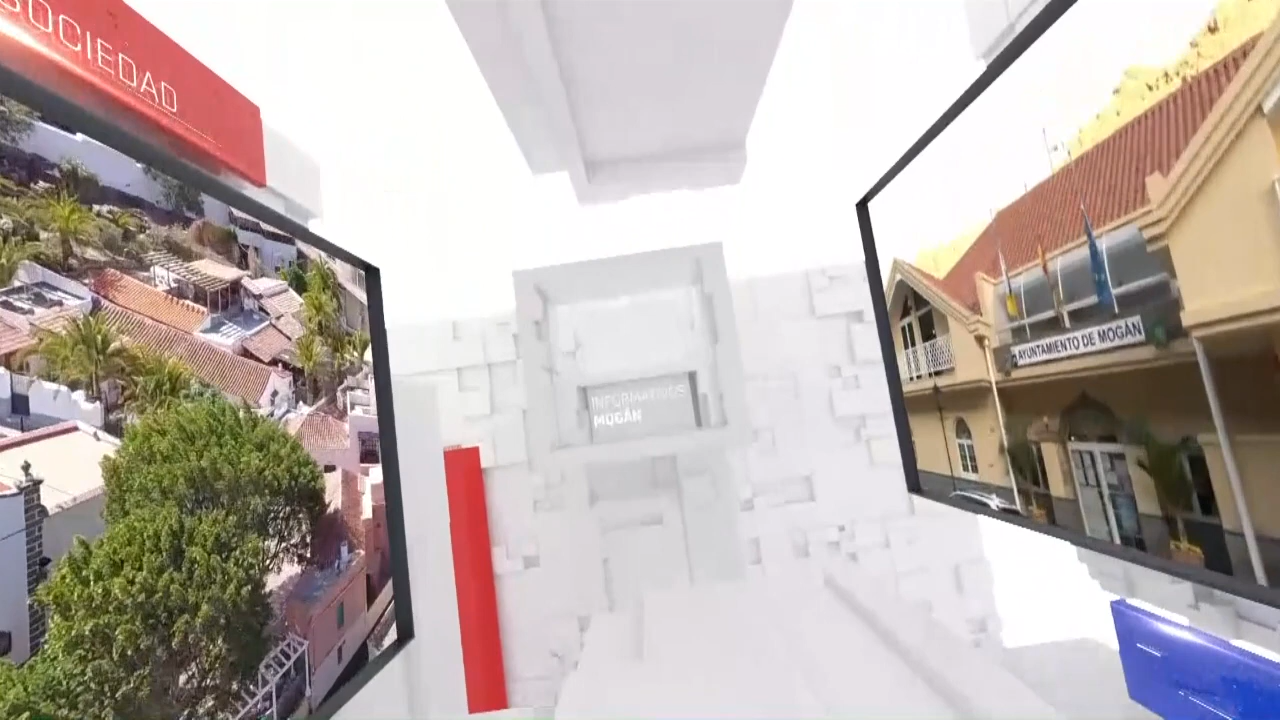 SOCIEDAD
INFORMATIVOS
MOGÁN
AYUNTAMIENTO DE MOGÁN